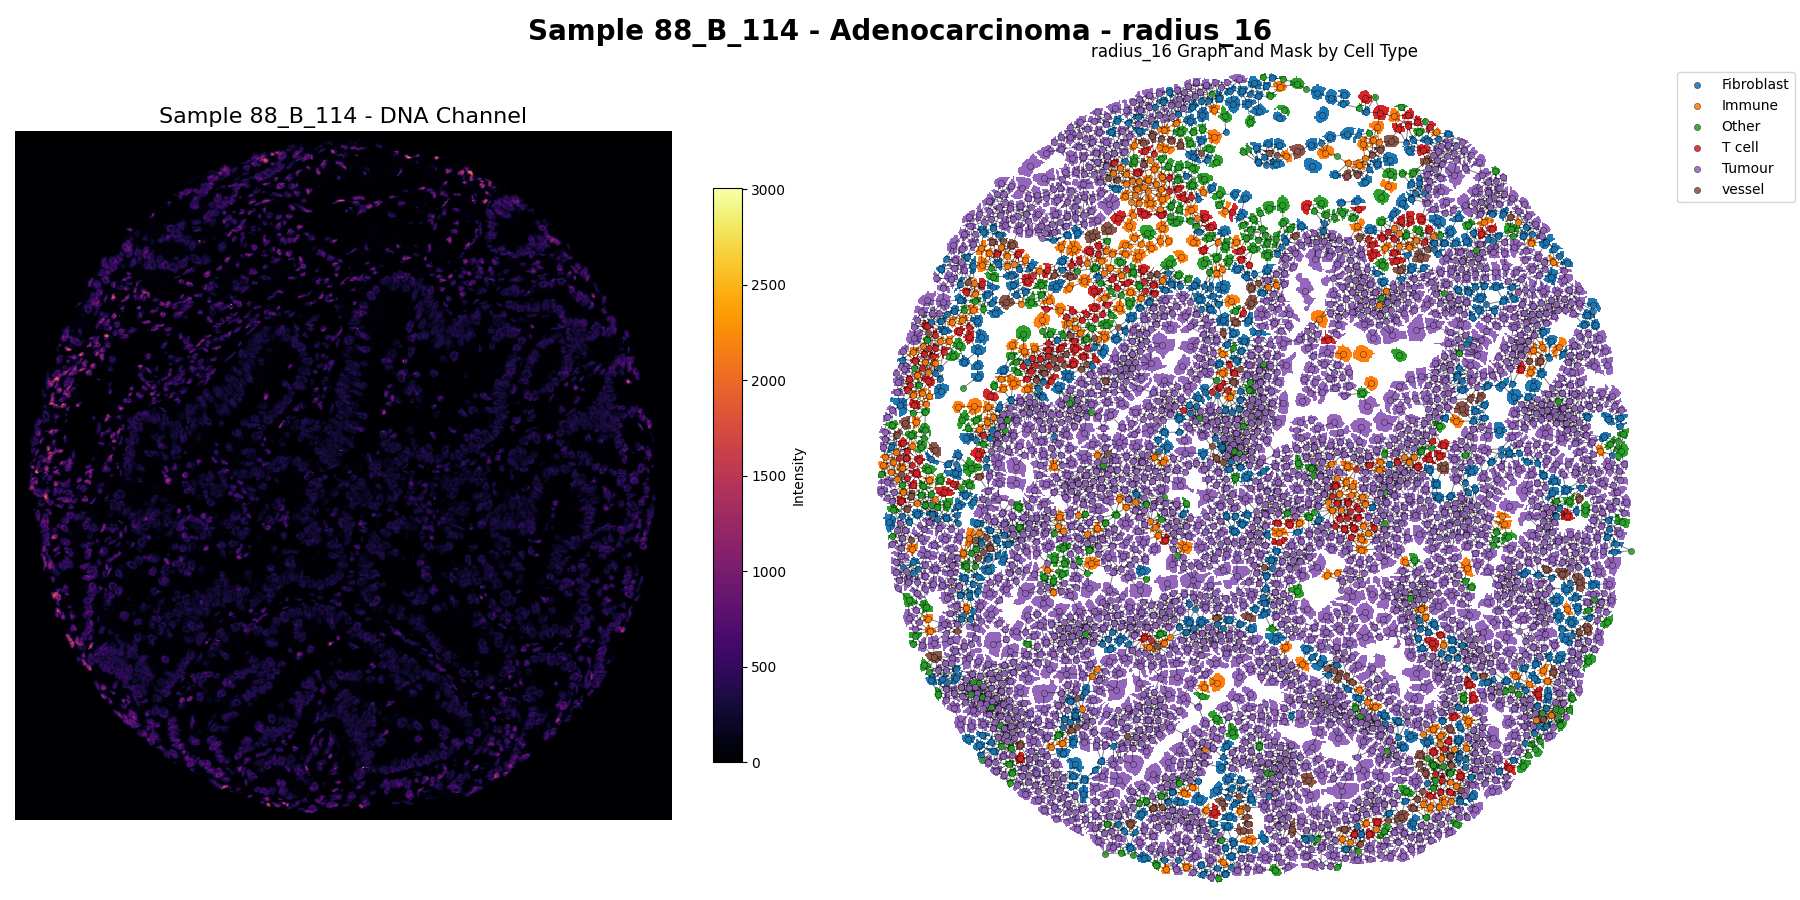 Sample 88_B_114 - Adenocarcinoma - radius_16
radius_16 Graph and Mask by Cell Type
Sample 88_B_114 - DNA Channel
3000
2500
2000
1500
1000
500
0
Intensity
Fibroblast
Immune
Other
T cell
Tumour
vessel